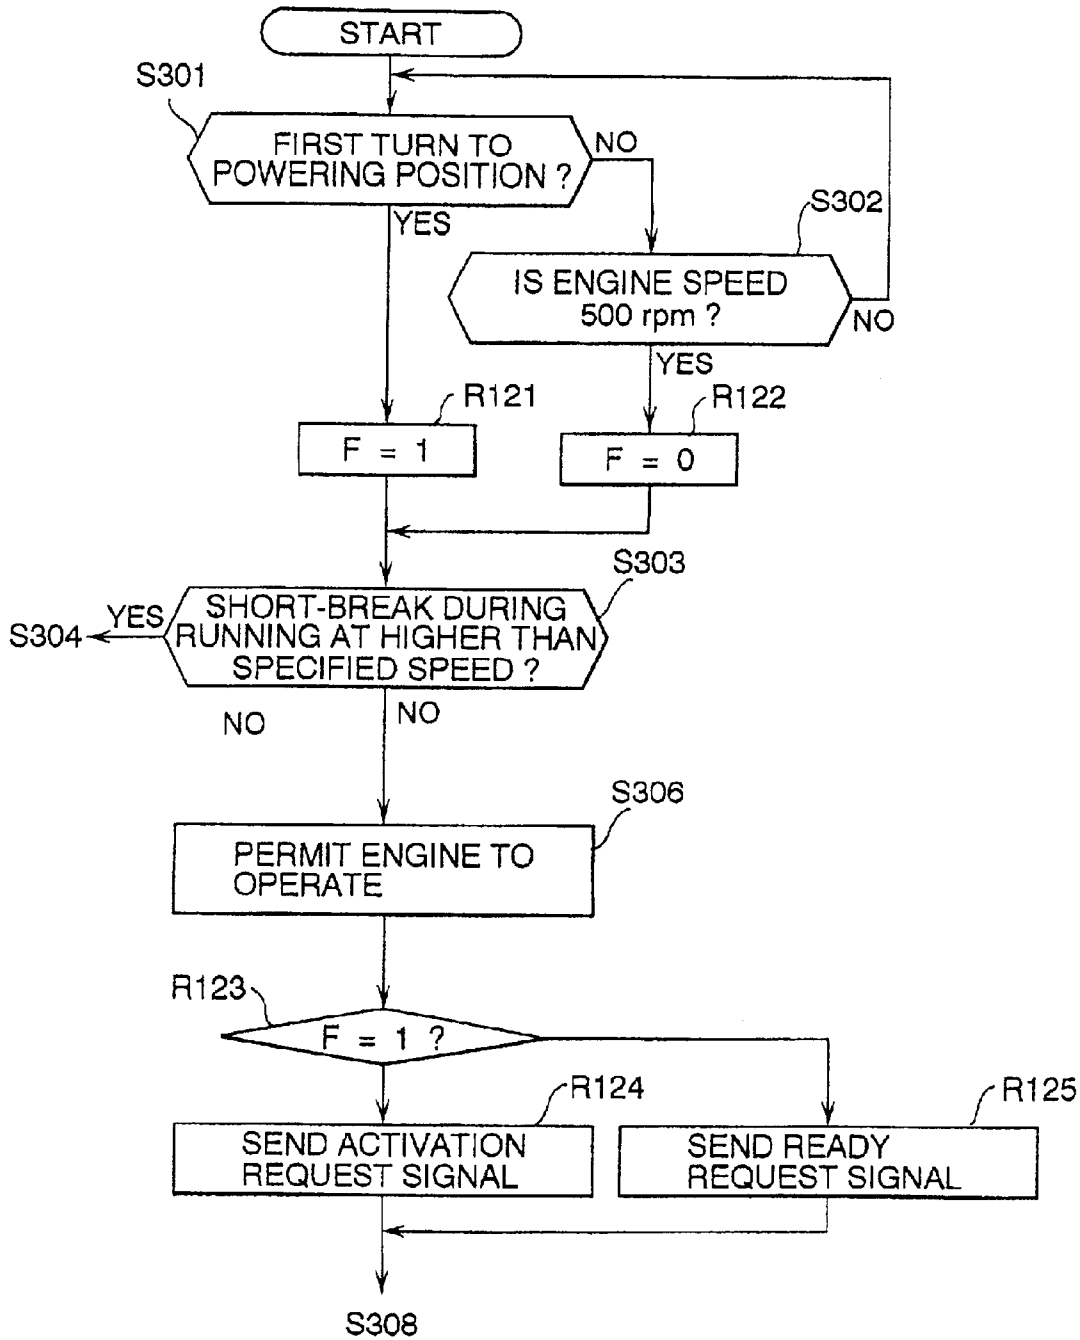 START
S301
FIRST TURN TO
POWERING POSITION ?
NO
YES
S302
IS ENGINE SPEED
500 rpm ?
NO
YES
R121
F = 1
R122
F = 0
S303
SHORT-BREAK DURING
RUNNING AT HIGHER THAN
SPECIFIED SPEED ?
YES
S304
NO
NO
S306
PERMIT ENGINE TO
OPERATE
R123
F = 1 ?
R124
SEND ACTIVATION
REQUEST SIGNAL
R125
SEND READY
REQUEST SIGNAL
S308